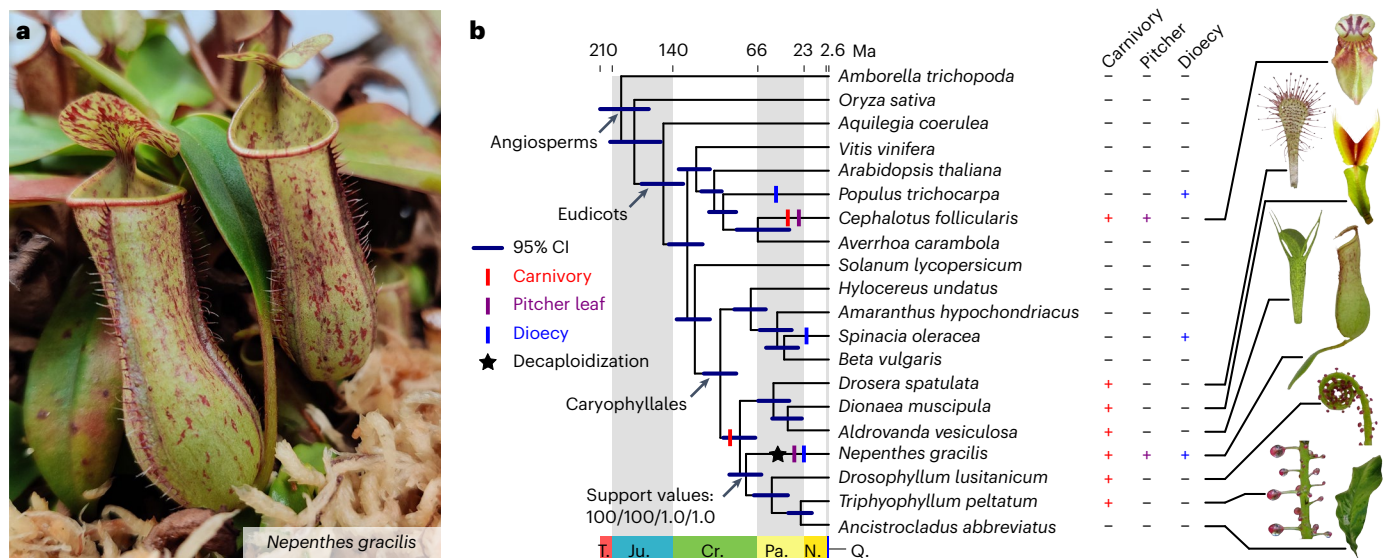 a
Nepenthes gracilis
b
210 140 66 23 2.6 Ma
Carnivory
Pitcher
Dioecy
Amborella trichopoda – – –
Oryza sativa – – –
Angiosperms
Aquilegia coerulea – – –
Vitis vinifera – – –
Arabidopsis thaliana – – –
Populus trichocarpa – – +
Eudicots
Cephalotus follicularis + + –
Averrhoa carambola – – –
95% CI
Carnivory
Pitcher leaf
Dioecy
Decaploidization
Solanum lycopersicum – – –
Hylocereus undatus – – –
Amaranthus hypochondriacus – – –
Spinacia oleracea – – +
Beta vulgaris – – –
Caryophyllales
Drosera spatulata + – –
Dionaea muscipula + – –
Aldrovanda vesiculosa + – –
Nepenthes gracilis + + +
Drosophyllum lusitanicum + – –
Support values:
100/100/1.0/1.0
Triphyophyllum peltatum + – –
Ancistrocladus abbreviatus – – –
T. Ju. Cr. Pa. N. Q.